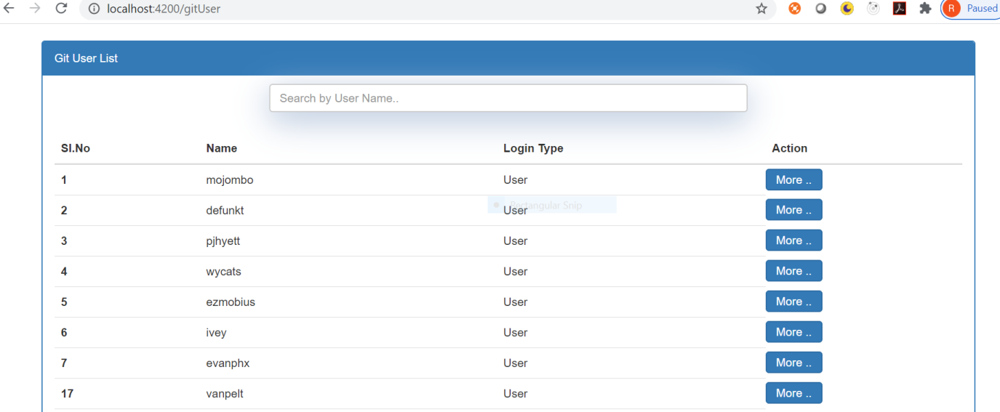 localhost:4200/gitUser
R Paused
Git User List
Search by User Name..
Sl.No Name Login Type Action
1 mojombo User More ..
2 defunkt User More ..
Rectangular Snip
3 pjhyett User More ..
4 wycats User More ..
5 ezmobius User More ..
6 ivey User More ..
7 evanphx User More ..
17 vanpelt User More ..